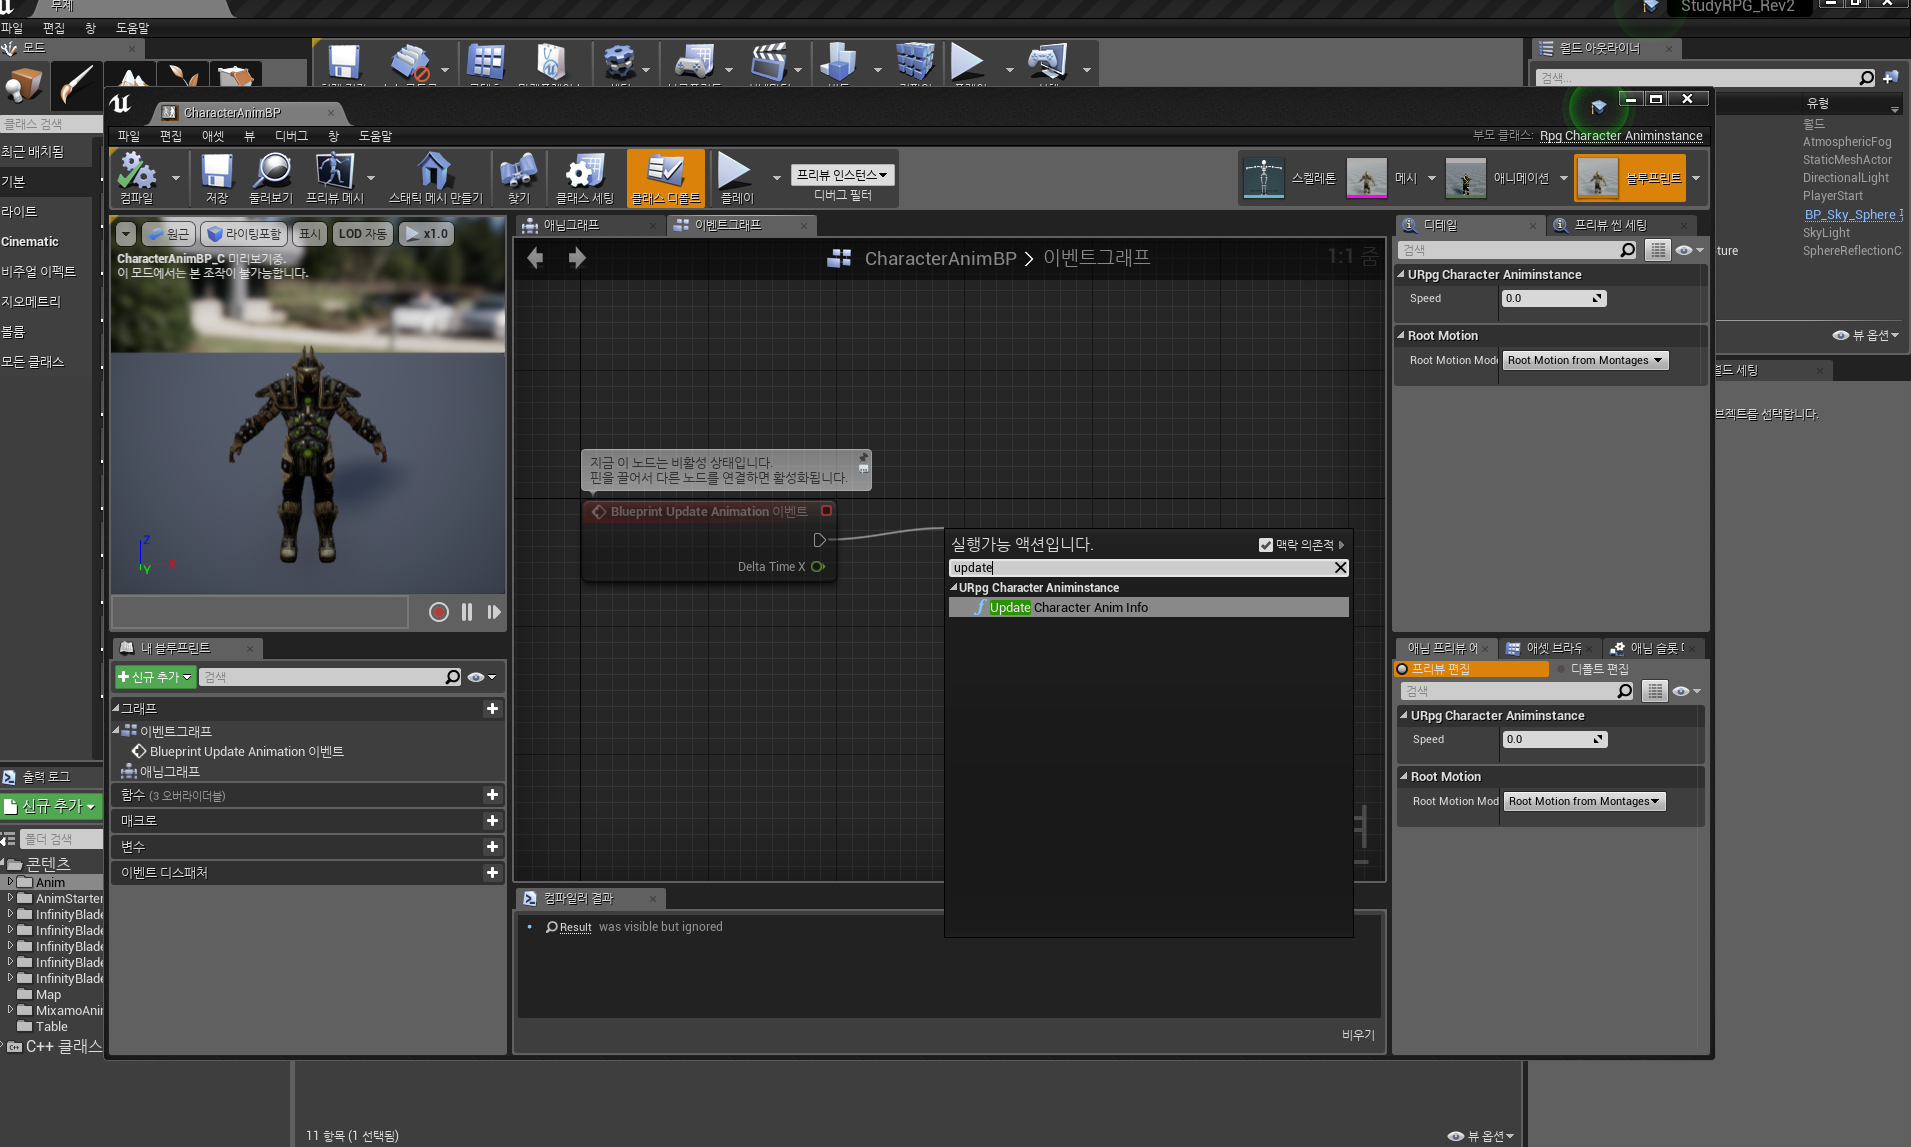 무제
StudyRPG_Rev2
파일 편집 창 도움말
모드
월드 아웃라이너
검색...
클래스 검색
유형
최근 배치됨
기본
라이트
Cinematic
비주얼 이펙트
지오메트리
볼륨
모든 클래스
월드
AtmosphericFog
StaticMeshActor
DirectionalLight
PlayerStart
BP_Sky_Sphere
SkyLight
ture SphereReflectionC
뷰 옵션
월드 세팅
브젝트를 선택합니다.
CharacterAnimBP
파일 편집 애셋 뷰 디버그 창 도움말
부모 클래스: Rpg Character Animinstance
컴파일
저장
둘러보기
프리뷰 메시
스태틱 메시 만들기
찾기
클래스 세팅
클래스 디폴트
플레이
프리뷰 인스턴스
디버그 필터
스켈레톤
메시
애니메이션
블루프린트
원근 라이팅포함 표시 LOD 자동 x1.0
CharacterAnimBP_C 미리보기중.
이 모드에서는 본 조작이 불가능합니다.
Z
X
Y
애님그래프
이벤트그래프
CharacterAnimBP > 이벤트그래프
1:1 줌
지금 이 노드는 비활성 상태입니다.
핀을 끌어서 다른 노드를 연결하면 활성화됩니다.
Blueprint Update Animation 이벤트
Delta Time X
실행가능 액션입니다.
맥락 의존적
update
URpg Character Animinstance
Update Character Anim Info
디테일
프리뷰 씬 세팅
검색
URpg Character Animinstance
Speed 0.0
Root Motion
Root Motion Mode Root Motion from Montages
내 블루프린트
신규 추가
검색
그래프
이벤트그래프
Blueprint Update Animation 이벤트
애님그래프
함수 (3 오버라이더블)
매크로
변수
이벤트 디스패처
컴파일러 결과
Result was visible but ignored
비우기
애님 프리뷰 에
애셋 브라우
애님 슬롯
프리뷰 편집
디폴트 편집
검색
URpg Character Animinstance
Speed 0.0
Root Motion
Root Motion Mod Root Motion from Montages
출력 로그
신규 추가
폴더 검색
콘텐츠
Anim
AnimStarter
InfinityBlade
InfinityBlade
InfinityBlade
InfinityBlade
InfinityBlade
Map
MixamoAnim
Table
C++ 클래스
11 항목 (1 선택됨)
뷰 옵션